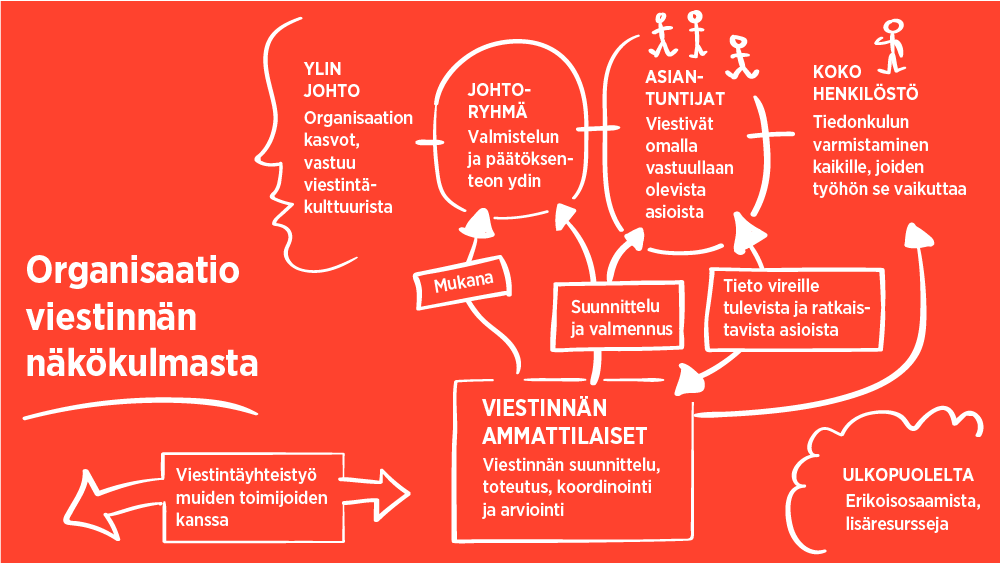 YLIN
JOHTO
Organisaation
kasvot,
vastuu
viestintä-
kulttuurista
JOHTO-
RYHMÄ
Valmistelun
ja päätöksen-
teon ydin
ASIAN-
TUNTIJAT
Viestivät
omalla
vastuullaan
olevista
asioista
KOKO
HENKILÖSTÖ
Tiedonkulun
varmistaminen
kaikille, joiden
työhön se vaikuttaa
Organisaatio
viestinnän
näkökulmasta
Mukana
Suunnittelu
ja valmennus
Tieto vireille
tulevista ja ratkais-
tavista asioista
VIESTINNÄN
AMMATTILAISET
Viestinnän suunnittelu,
toteutus, koordinointi
ja arviointi
Viestintäyhteistyö
muiden toimijoiden
kanssa
ULKOPUOLELTA
Erikoisosaamista,
lisäresursseja